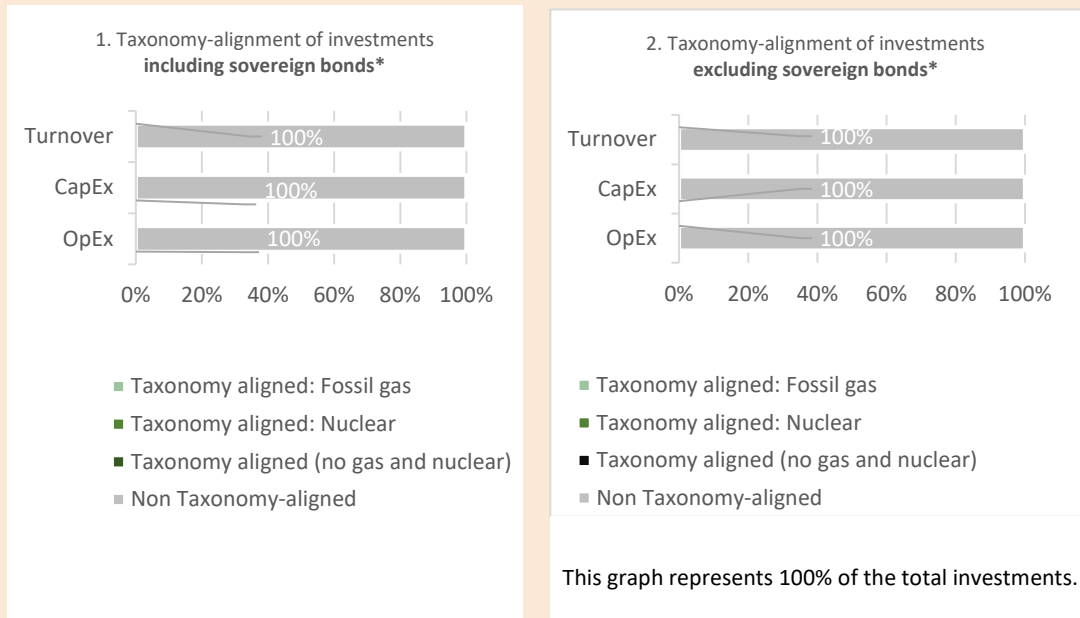 1. Taxonomy-alignment of investments
including sovereign bonds*
Turnover
100%
CapEx
100%
OpEx
100%
0% 20% 40% 60% 80% 100%
Taxonomy aligned: Fossil gas
Taxonomy aligned: Nuclear
Taxonomy aligned (no gas and nuclear)
Non Taxonomy-aligned
2. Taxonomy-alignment of investments
excluding sovereign bonds*
Turnover
100%
CapEx
100%
OpEx
100%
0% 20% 40% 60% 80% 100%
Taxonomy aligned: Fossil gas
Taxonomy aligned: Nuclear
Taxonomy aligned (no gas and nuclear)
Non Taxonomy-aligned
This graph represents 100% of the total investments.